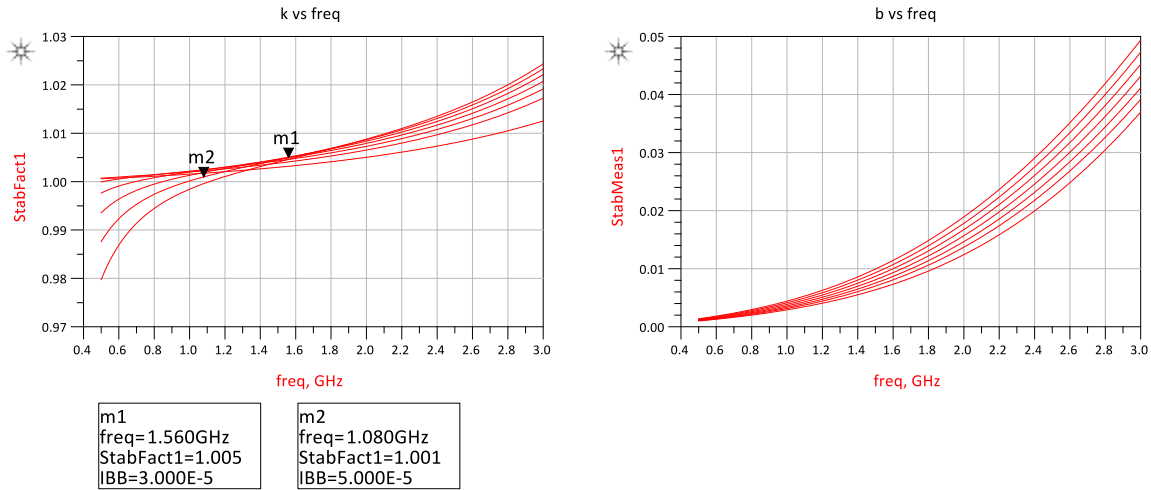 k vs freq
1.03
1.02
1.01
1.00
0.99
0.98
0.97
StabFact1
m2
m1
0.4 0.6 0.8 1.0 1.2 1.4 1.6 1.8 2.0 2.2 2.4 2.6 2.8 3.0
freq, GHz
b vs freq
0.05
0.04
0.03
0.02
0.01
0.00
StabMeas1
0.4 0.6 0.8 1.0 1.2 1.4 1.6 1.8 2.0 2.2 2.4 2.6 2.8 3.0
freq, GHz
m1
freq=1.560GHz
StabFact1=1.005
IBB=3.000E-5
m2
freq=1.080GHz
StabFact1=1.001
IBB=5.000E-5